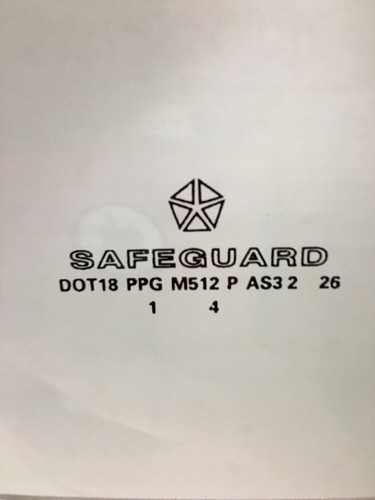 SAFEGUARD
DOT18 PPG M512 P AS3 2 26
1 4